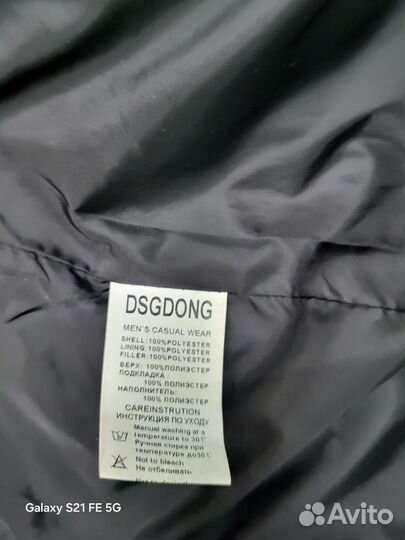 DSGDONG
MEN'S CASUAL WEAR
SHELL:100%POLYESTER
LINING:100%POLYESTER
FILLER:100%POLYESTER
ВЕРХ: 100% ПОЛИЭСТЕР
ПОДКЛАДКА :
100% ПОЛИЭСТЕР
НАПОЛНИТЕЛЬ:
100% ПОЛИЭСТЕР
CAREINSTRUTION
ИНСТРУКЦИЯ ПО УХОДУ
Manual washing at a
temperature to 30℃
Ручная стирка при
температуре до30℃
Not to bleach
Не отбеливать
Galaxy S21 FE 5G
Avito